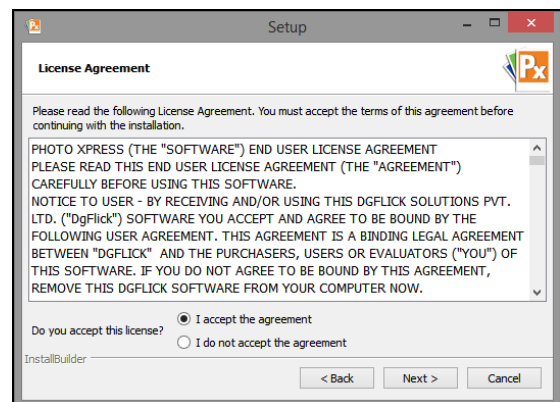 Setup
License Agreement
Px
Please read the following License Agreement. You must accept the terms of this agreement before
continuing with the installation.
PHOTO XPRESS (THE "SOFTWARE") END USER LICENSE AGREEMENT
PLEASE READ THIS END USER LICENSE AGREEMENT (THE "AGREEMENT")
CAREFULLY BEFORE USING THIS SOFTWARE.
NOTICE TO USER - BY RECEIVING AND/OR USING THIS DGFLICK SOLUTIONS PVT.
LTD. ("DgFlick") SOFTWARE YOU ACCEPT AND AGREE TO BE BOUND BY THE
FOLLOWING USER AGREEMENT. THIS AGREEMENT IS A BINDING LEGAL AGREEMENT
BETWEEN "DGFLICK"  AND THE PURCHASERS, USERS OR EVALUATORS ("YOU") OF
THIS SOFTWARE. IF YOU DO NOT AGREE TO BE BOUND BY THIS AGREEMENT,
REMOVE THIS DGFLICK SOFTWARE FROM YOUR COMPUTER NOW.
Do you accept this license?
I accept the agreement
I do not accept the agreement
InstallBuilder
< Back
Next >
Cancel